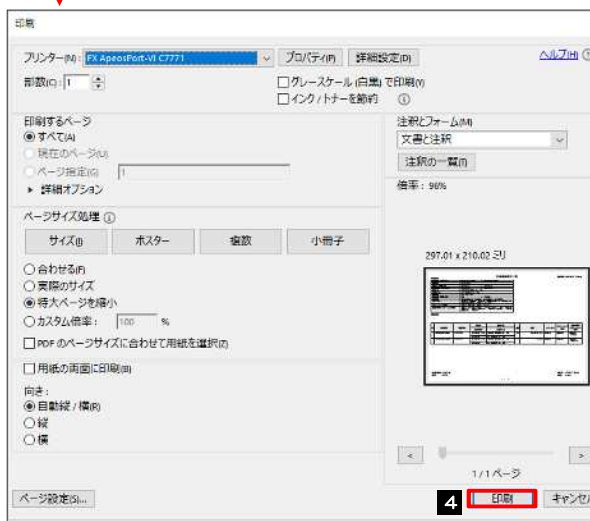 印刷
プリンター(N): FX ApeosPort-VI C7771 プロパティ(P) 詳細設定(D) ヘルプ(H)
部数(C): 1 グレースケール (白黒) で印刷(Y)
インク / トナーを節約
印刷するページ
すべて(A)
現在のページ(U)
ページ指定(G) 1
詳細オプション
注釈とフォーム(M)
文書と注釈
注釈の一覧(T)
倍率: 96%
ページサイズ処理
サイズ(I) ポスター 複数 小冊子
297.01 x 210.02 ミリ
合わせる(F)
実際のサイズ
特大ページを縮小
カスタム倍率: 100 %
PDF のページサイズに合わせて用紙を選択(Z)
用紙の両面に印刷(B)
向き:
自動縦 / 横(R)
縦
横
< >
1 / 1 ページ
ページ設定(S)... 4 印刷 キャンセル